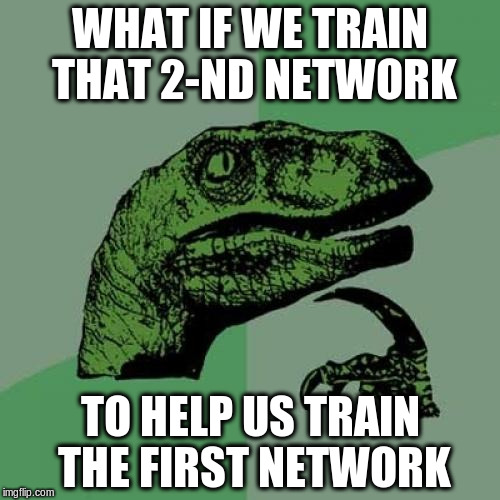 WHAT IF WE TRAIN
THAT 2-ND NETWORK
TO HELP US TRAIN
THE FIRST NETWORK
imgflip.com